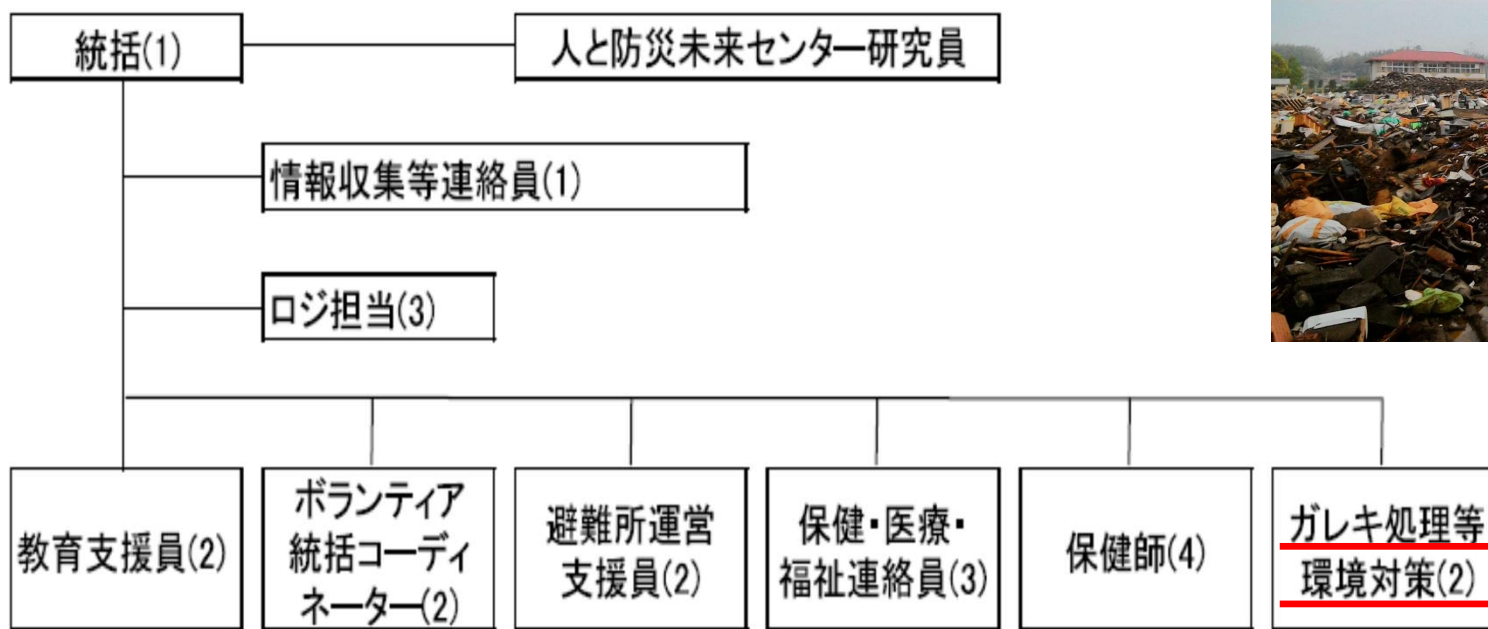 統括(1)
人と防災未来センター研究員
情報収集等連絡員(1)
ロジ担当(3)
教育支援員(2)
ボランティア
統括コーディ
ネーター(2)
避難所運営
支援員(2)
保健・医療・
福祉連絡員(3)
保健師(4)
ガレキ処理等
環境対策(2)